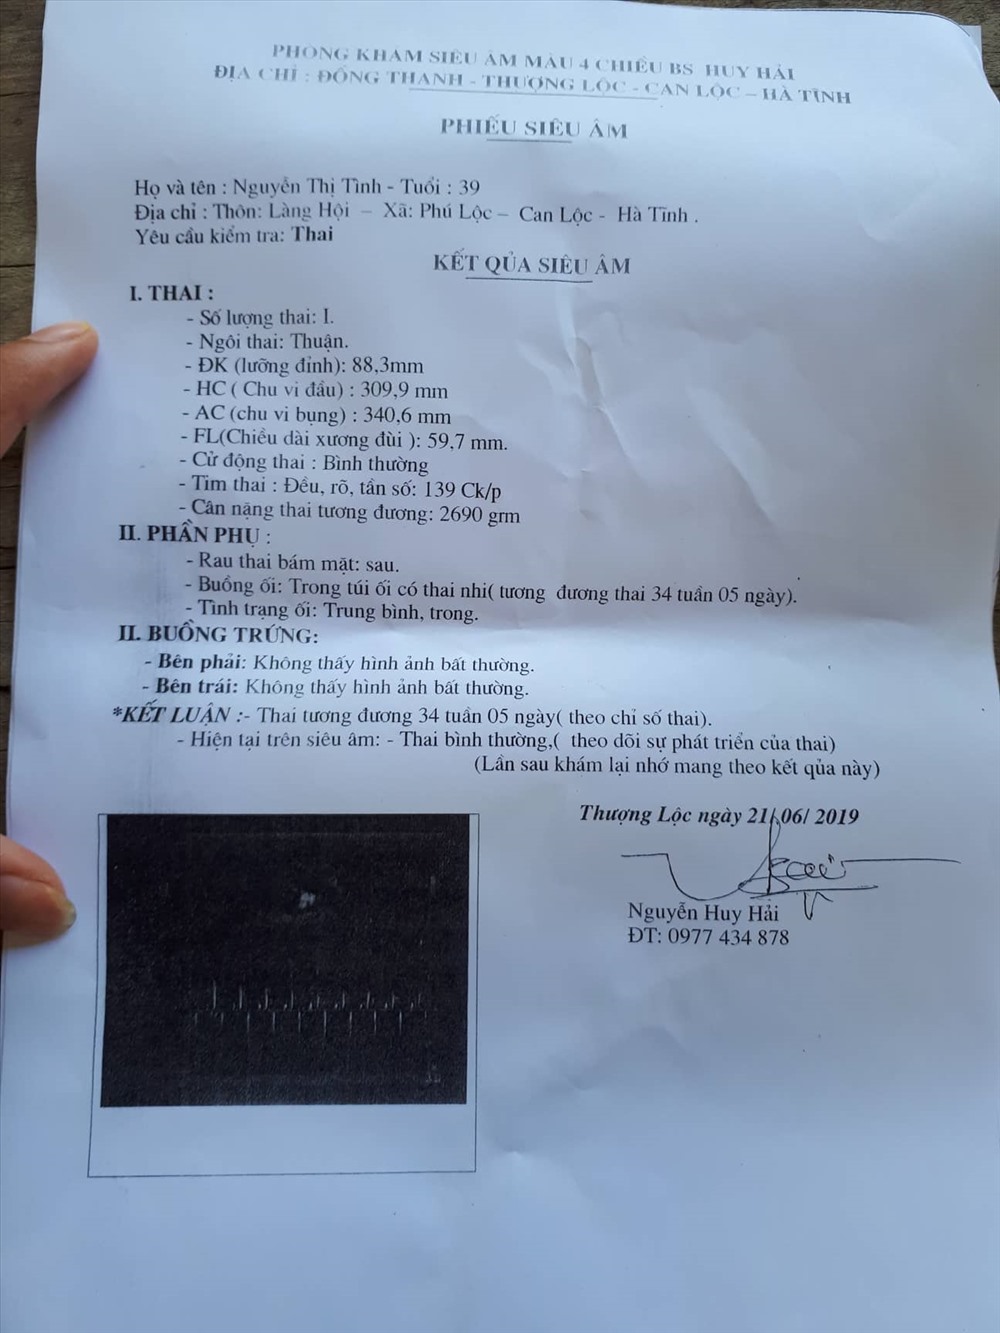 PHÒNG KHÁM SIÊU ÂM MÀU 4 CHIỀU BS HUY HẢI
ĐỊA CHỈ : ĐỒNG THANH - THƯỢNG LỘC - CAN LỘC – HÀ TĨNH
PHIẾU SIÊU ÂM
Họ và tên : Nguyễn Thị Tình - Tuổi : 39
Địa chỉ : Thôn: Làng Hội – Xã: Phú Lộc – Can Lộc - Hà Tĩnh .
Yêu cầu kiểm tra: Thai
KẾT QỦA SIÊU ÂM
I. THAI :
- Số lượng thai: I.
- Ngôi thai: Thuận.
- ĐK (lưỡng đỉnh): 88,3mm
- HC ( Chu vi đầu) : 309,9 mm
- AC (chu vi bụng) : 340,6 mm
- FL(Chiều dài xương đùi ): 59,7 mm.
- Cử động thai : Bình thường
- Tim thai : Đều, rõ, tần số: 139 Ck/p
- Cân nặng thai tương đương: 2690 grm
II. PHẦN PHỤ :
- Rau thai bám mặt: sau.
- Buồng ối: Trong túi ối có thai nhi( tương đương thai 34 tuần 05 ngày).
- Tình trạng ối: Trung bình, trong.
II. BUỒNG TRỨNG:
- Bên phải: Không thấy hình ảnh bất thường.
- Bên trái: Không thấy hình ảnh bất thường.
*KẾT LUẬN :- Thai tương đương 34 tuần 05 ngày( theo chỉ số thai).
- Hiện tại trên siêu âm: - Thai bình thường,( theo dõi sự phát triển của thai)
(Lần sau khám lại nhớ mang theo kết qủa này)
Thượng Lộc ngày 21/ 06/ 2019
Nguyễn Huy Hải
ĐT: 0977 434 878